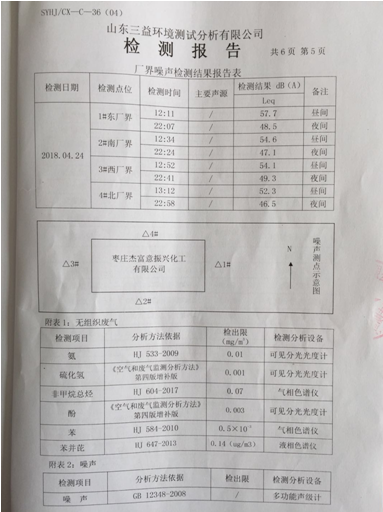 SYHJ/CX-C-36（04）
山东三益环境测试分析有限公司
检 测 报 告 共6页 第5页
厂界噪声检测结果报告表
检测日期 检测点位 检测时间 主要声源 检测结果 dB（A） 备注
Leq
2018.04.24
1#东厂界 12:11 / 57.7 昼间
22:07 / 48.5 夜间
2#南厂界 12:34 / 54.6 昼间
22:24 / 47.1 夜间
3#西厂界 12:52 / 54.1 昼间
22:41 / 49.3 夜间
4#北厂界 13:12 / 52.3 昼间
22:58 / 46.5 夜间
△4#
△3# 枣庄杰富意振兴化工 △1#
有限公司
△2#
N
噪声测点示意图
附表1：无组织废气
检测项目 分析方法依据 检出限 检测分析设备
(mg/m³)
氨 HJ 533-2009 0.01 可见分光光度计
硫化氢 《空气和废气监测分析方法》 0.001 可见分光光度计
第四版增补版
非甲烷总烃 HJ 604-2017 0.07 气相色谱仪
酚 《空气和废气监测分析方法》 0.003 可见分光光度计
第四版增补版
苯 HJ 584-2010 气相色谱仪
苯并芘 HJ 647-2013 0.14（ug/m3） 液相色谱仪
附表2：噪声
检测项目 分析方法依据 检出限 检测分析设备
噪 声 GB 12348-2008 / 多功能声级计